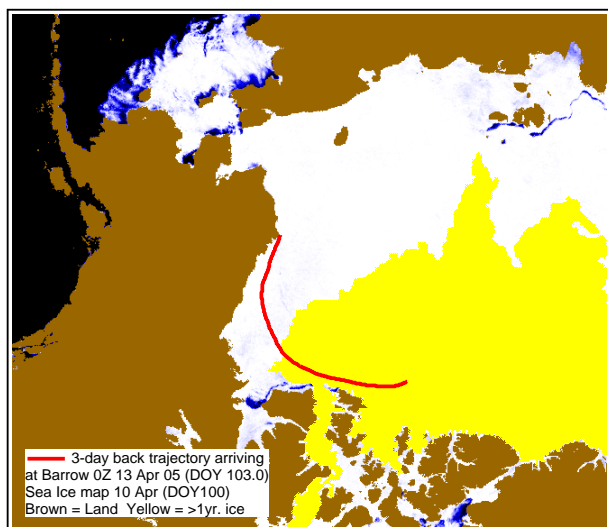 3-day back trajectory arriving
at Barrow 0Z 13 Apr 05 (DOY 103.0)
Sea Ice map 10 Apr (DOY100)
Brown = Land  Yellow = >1yr. ice